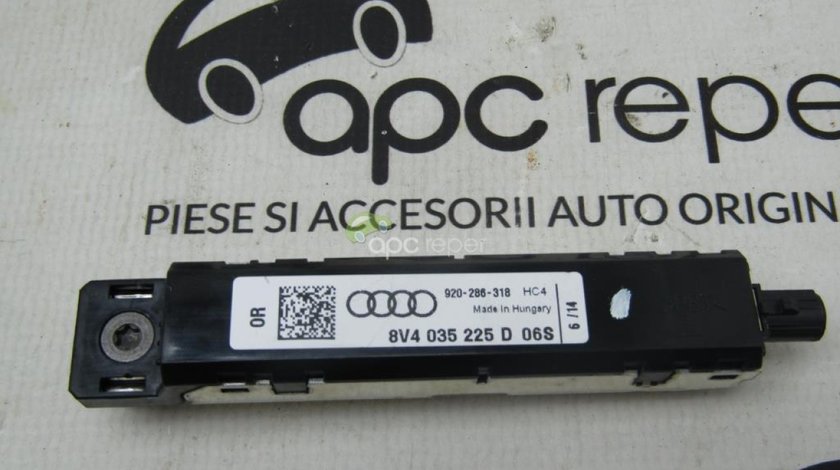 apc reper
PIESE SI ACCESORII AUTO ORIGIN
apc reper
OR
920-286-318 HC4
Made in Hungary
8V4 035 225 D 06S
6/14